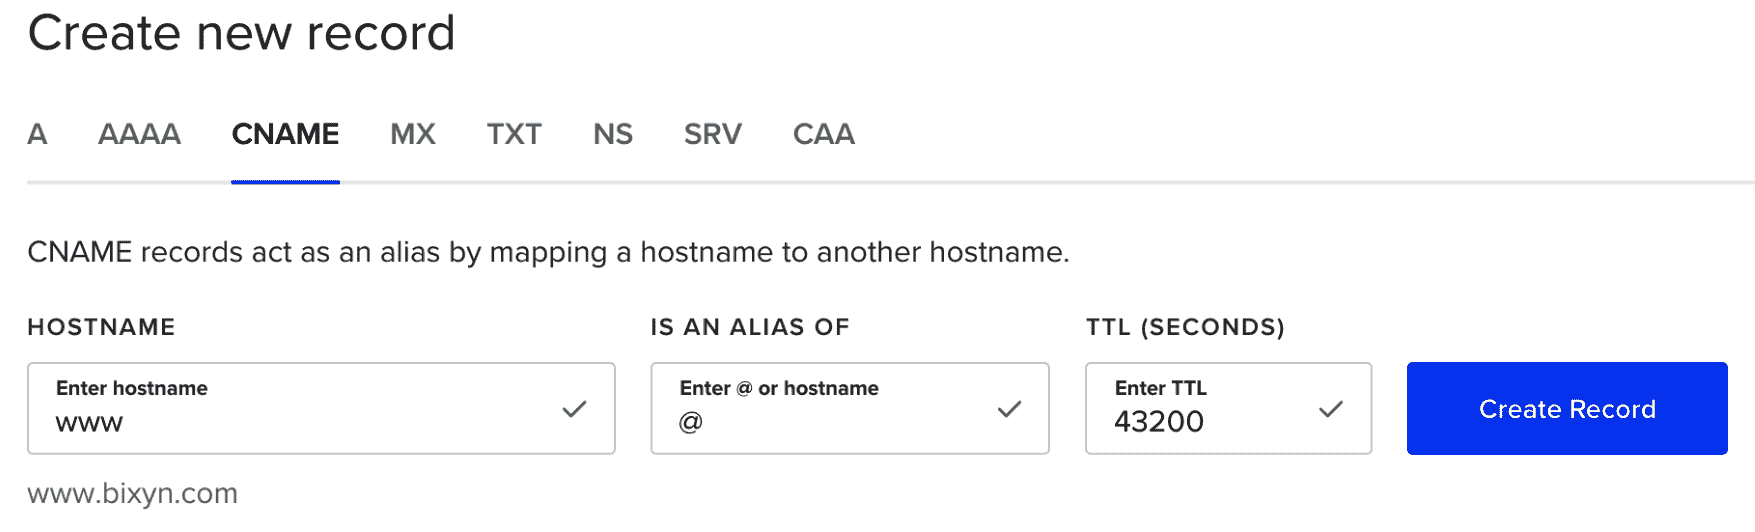 Create new record
A AAAA CNAME MX TXT NS SRV CAA
CNAME records act as an alias by mapping a hostname to another hostname.
HOSTNAME IS AN ALIAS OF TTL (SECONDS)
Enter hostname Enter @ or hostname Enter TTL
www @ 43200 Create Record
www.bixyn.com